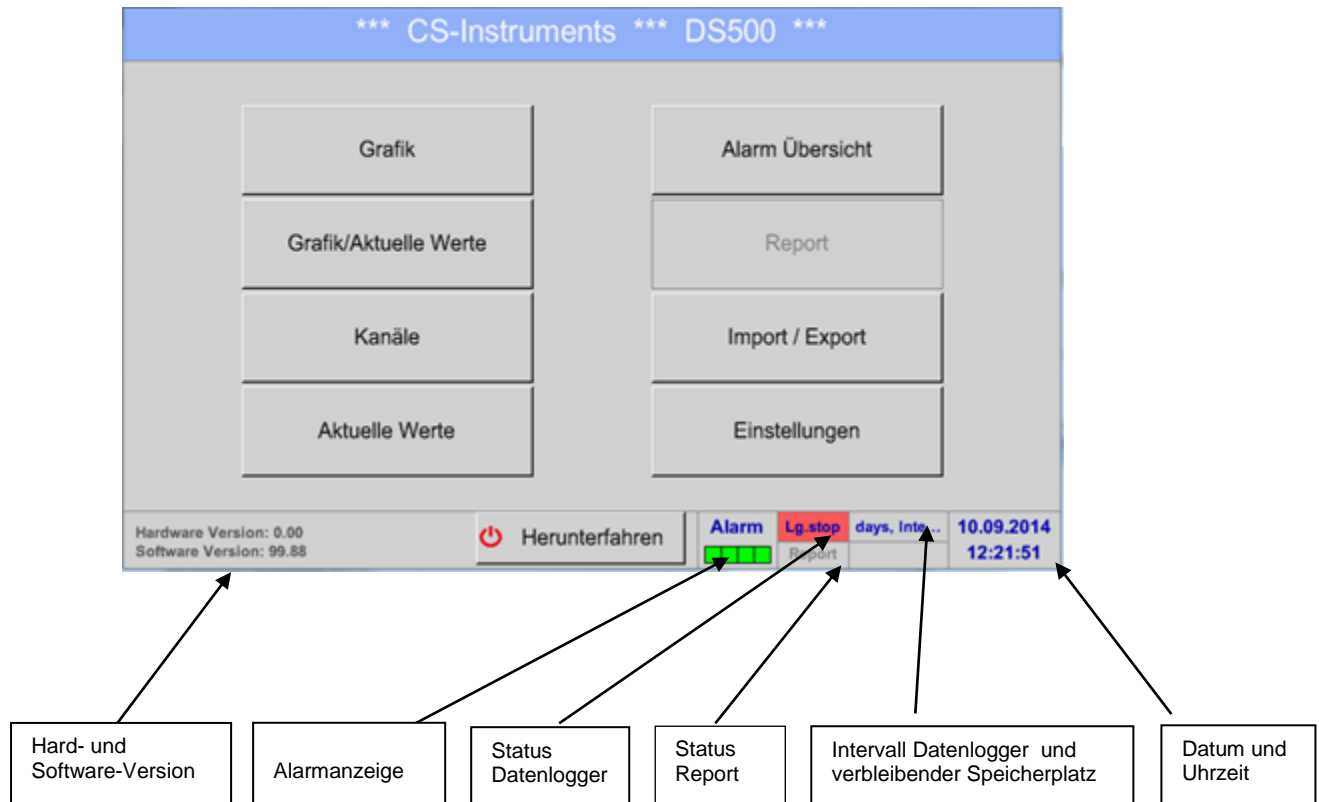 *** CS-Instruments *** DS500 ***
Grafik
Alarm Übersicht
Grafik/Aktuelle Werte
Report
Kanäle
Import / Export
Aktuelle Werte
Einstellungen
Hardware Version: 0.00
Software Version: 99.88
Herunterfahren
Alarm
Lg.stop
Report
days, Inte...
10.09.2014
12:21:51
Hard- und
Software-Version
Alarmanzeige
Status
Datenlogger
Status
Report
Intervall Datenlogger und
verbleibender Speicherplatz
Datum und
Uhrzeit